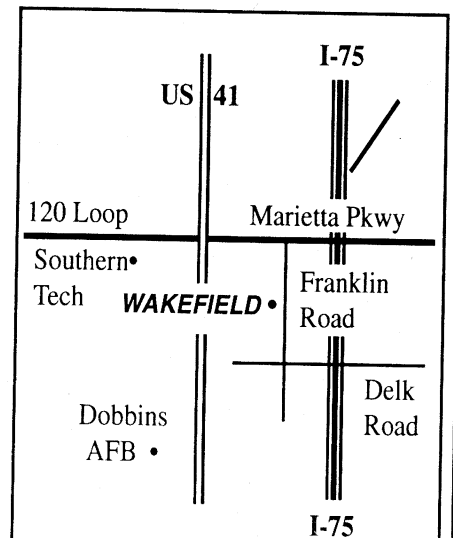 I-75
US 41
120 Loop
Marietta Pkwy
Southern
Tech
WAKEFIELD
Franklin
Road
Delk
Road
Dobbins
AFB
I-75